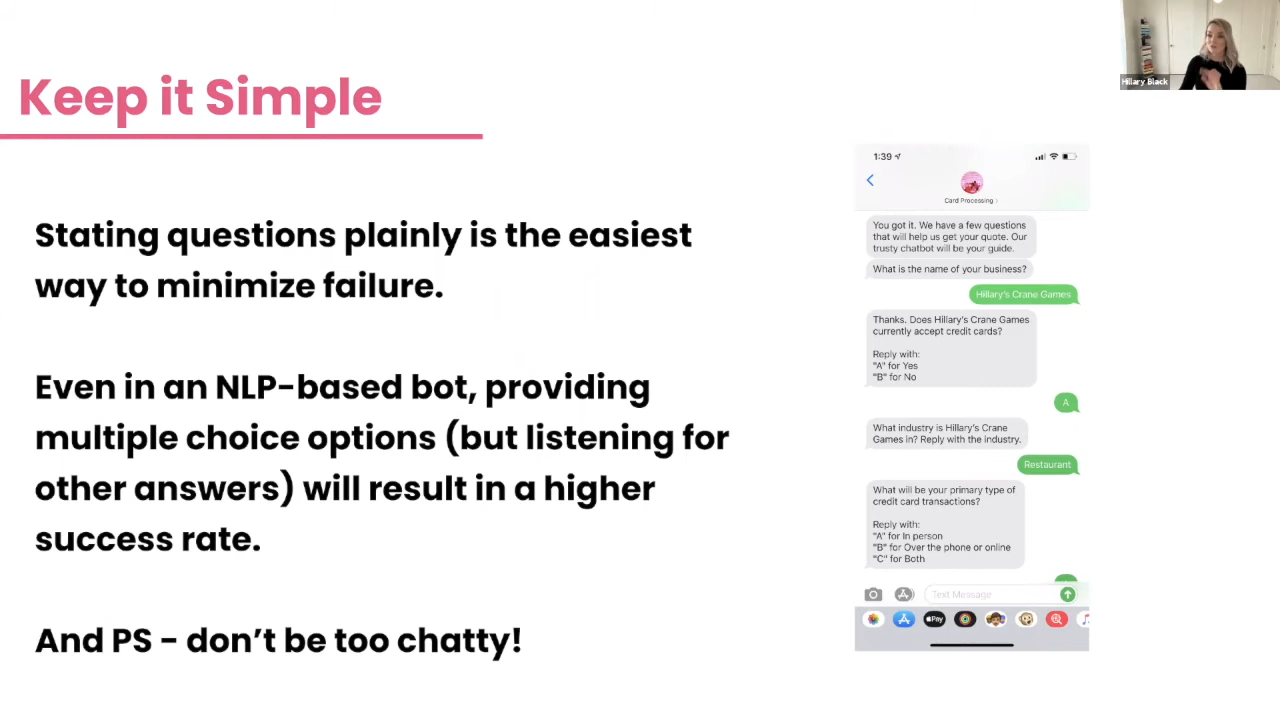 Hillary Black
Keep it Simple
Stating questions plainly is the easiest
way to minimize failure.
Even in an NLP-based bot, providing
multiple choice options (but listening for
other answers) will result in a higher
success rate.
And PS - don’t be too chatty!
1:39
Card Processing
You got it. We have a few questions
that will help us get your quote. Our
trusty chatbot will be your guide.
What is the name of your business?
Hillary's Crane Games
Thanks. Does Hillary's Crane Games
currently accept credit cards?
Reply with:
"A" for Yes
"B" for No
A
What industry is Hillary's Crane
Games in? Reply with the industry.
Restaurant
What will be your primary type of
credit card transactions?
Reply with:
"A" for In person
"B" for Over the phone or online
"C" for Both
Text Message
Pay